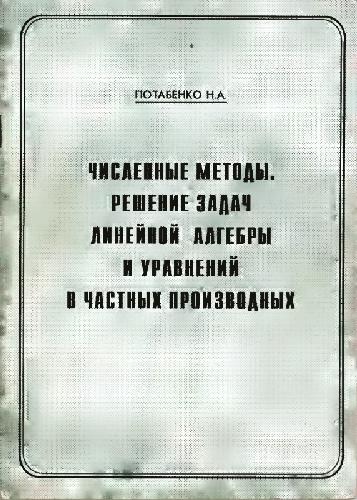 ПОТАБЕНКО Н.А.
ЧИСЛЕННЫЕ МЕТОДЫ.
РЕШЕНИЕ ЗАДАЧ
ЛИНЕЙНОЙ АЛГЕБРЫ
И УРАВНЕНИЙ
В ЧАСТНЫХ ПРОИЗВОДНЫХ